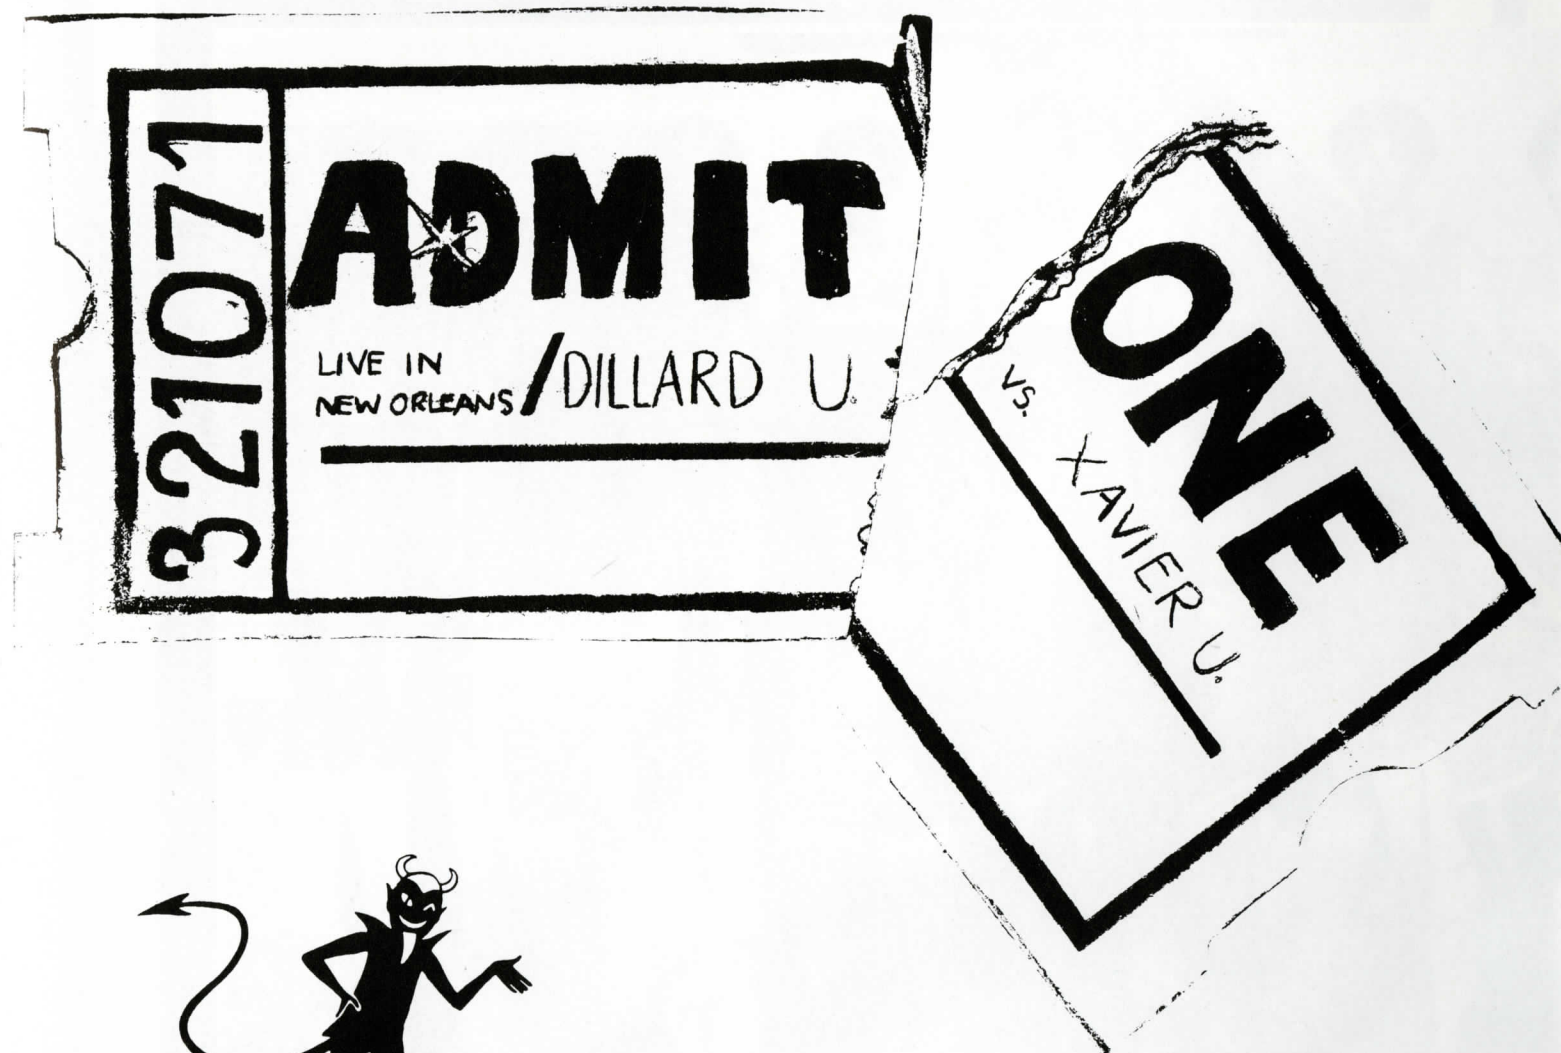 321071
ADMIT
LIVE IN
NEW ORLEANS / DILLARD U.
ONE
VS. XAVIER U.